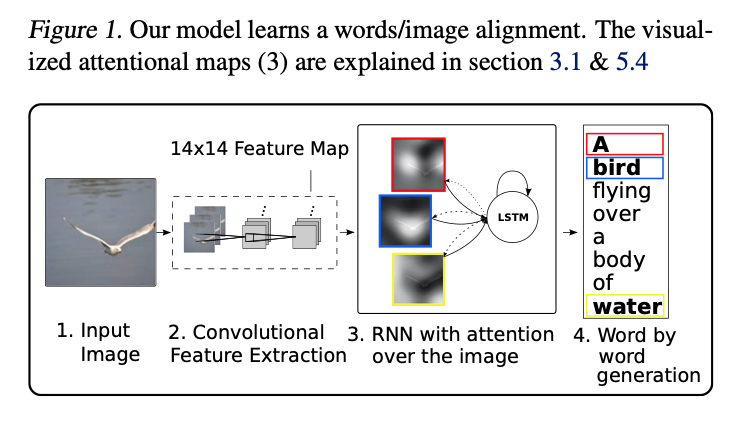 Figure 1. Our model learns a words/image alignment. The visual-
ized attentional maps (3) are explained in section 3.1 & 5.4
14x14 Feature Map
LSTM
A
bird
flying
over
a
body
of
water
1. Input
Image
2. Convolutional
Feature Extraction
3. RNN with attention
over the image
4. Word by
word
generation